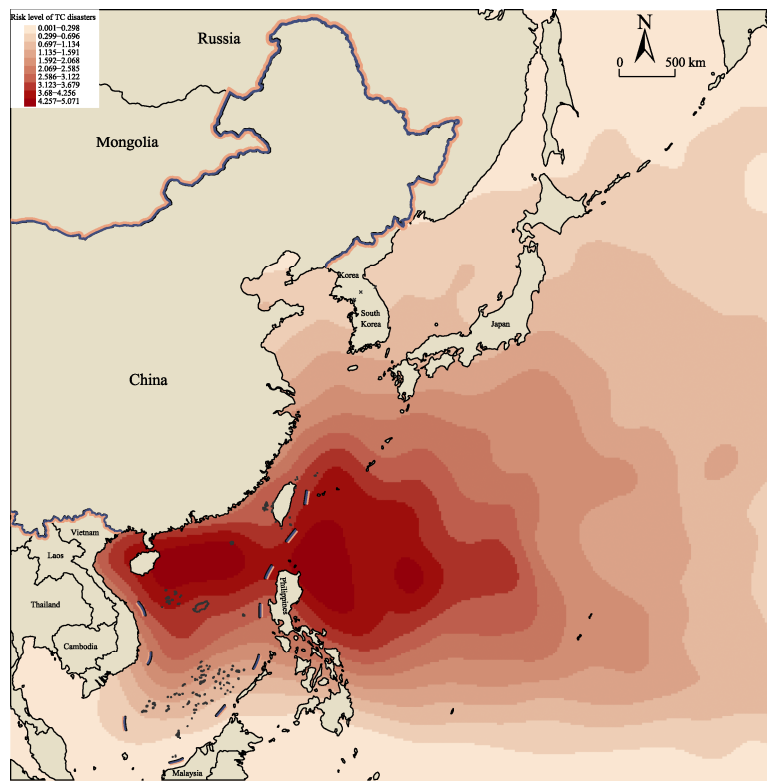 Risk level of TC disasters
0.001−0.298
0.299−0.696
0.697−1.134
1.135−1.591
1.592−2.068
2.069−2.585
2.586−3.122
3.123−3.679
3.68−4.256
4.257−5.071
Russia
N
0
500 km
Mongolia
Korea
South
Korea
Japan
China
Vietnam
Laos
Thailand
Cambodia
Philippines
Malaysia